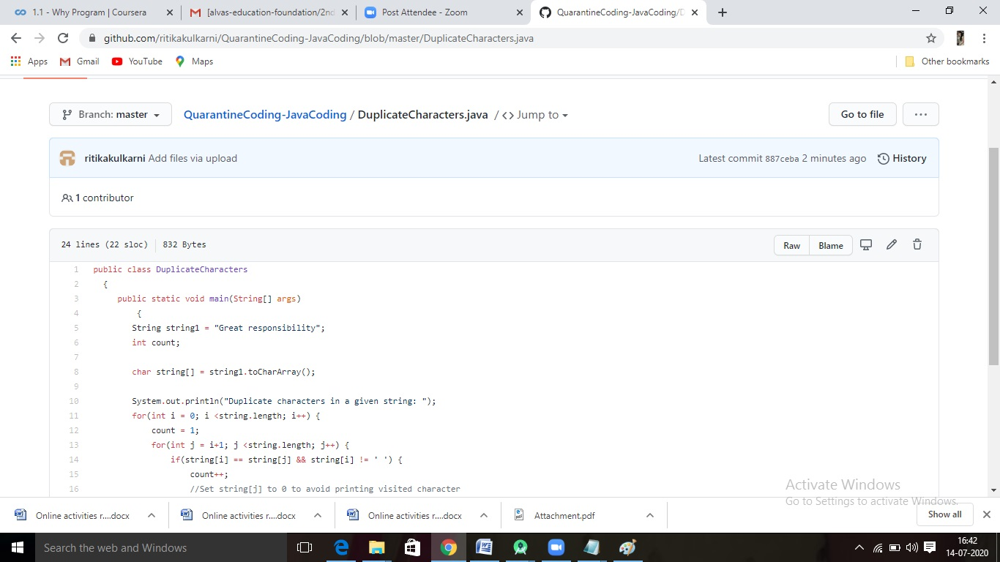 1.1 - Why Program | Coursera
[alvas-education-foundation/2nd
Post Attendee - Zoom
QuarantineCoding-JavaCoding/D
github.com/ritikakulkarni/QuarantineCoding-JavaCoding/blob/master/DuplicateCharacters.java
Apps Gmail YouTube Maps Other bookmarks
Branch: master QuarantineCoding-JavaCoding / DuplicateCharacters.java / <> Jump to Go to file ...
ritikakulkarni Add files via upload Latest commit 887ceba 2 minutes ago History
1 contributor
24 lines (22 sloc) 832 Bytes Raw Blame
1 public class DuplicateCharacters
2 {
3 public static void main(String[] args)
4 {
5 String string1 = "Great responsibility";
6 int count;
7
8 char string[] = string1.toCharArray();
9
10 System.out.println("Duplicate characters in a given string: ");
11 for(int i = 0; i <string.length; i++) {
12 count = 1;
13 for(int j = i+1; j <string.length; j++) {
14 if(string[i] == string[j] && string[i] != ' ') {
15 count++;
16 //Set string[j] to 0 to avoid printing visited character
Activate Windows
Go to Settings to activate Windows.
Online activities r....docx Online activities r....docx Online activities r....docx Attachment.pdf Show all
Search the web and Windows
16:42
14-07-2020